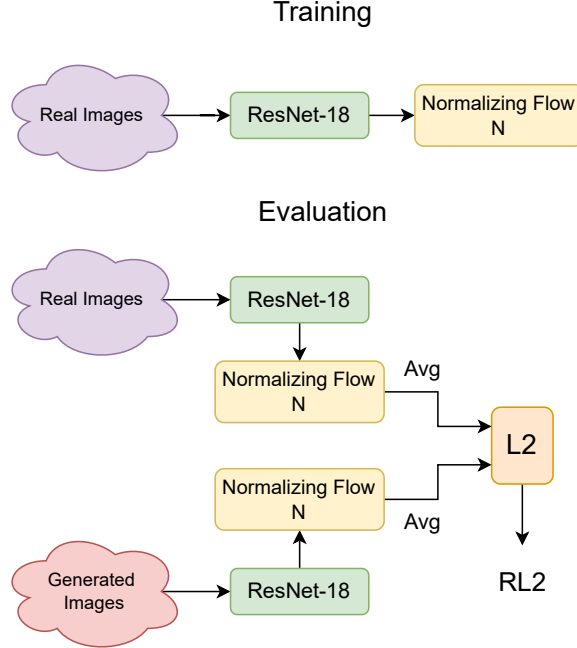 Training
Real Images
ResNet-18
Normalizing Flow
N
Evaluation
Real Images
ResNet-18
Normalizing Flow
N
Avg
L2
Normalizing Flow
N
Avg
Generated
Images
ResNet-18
RL2